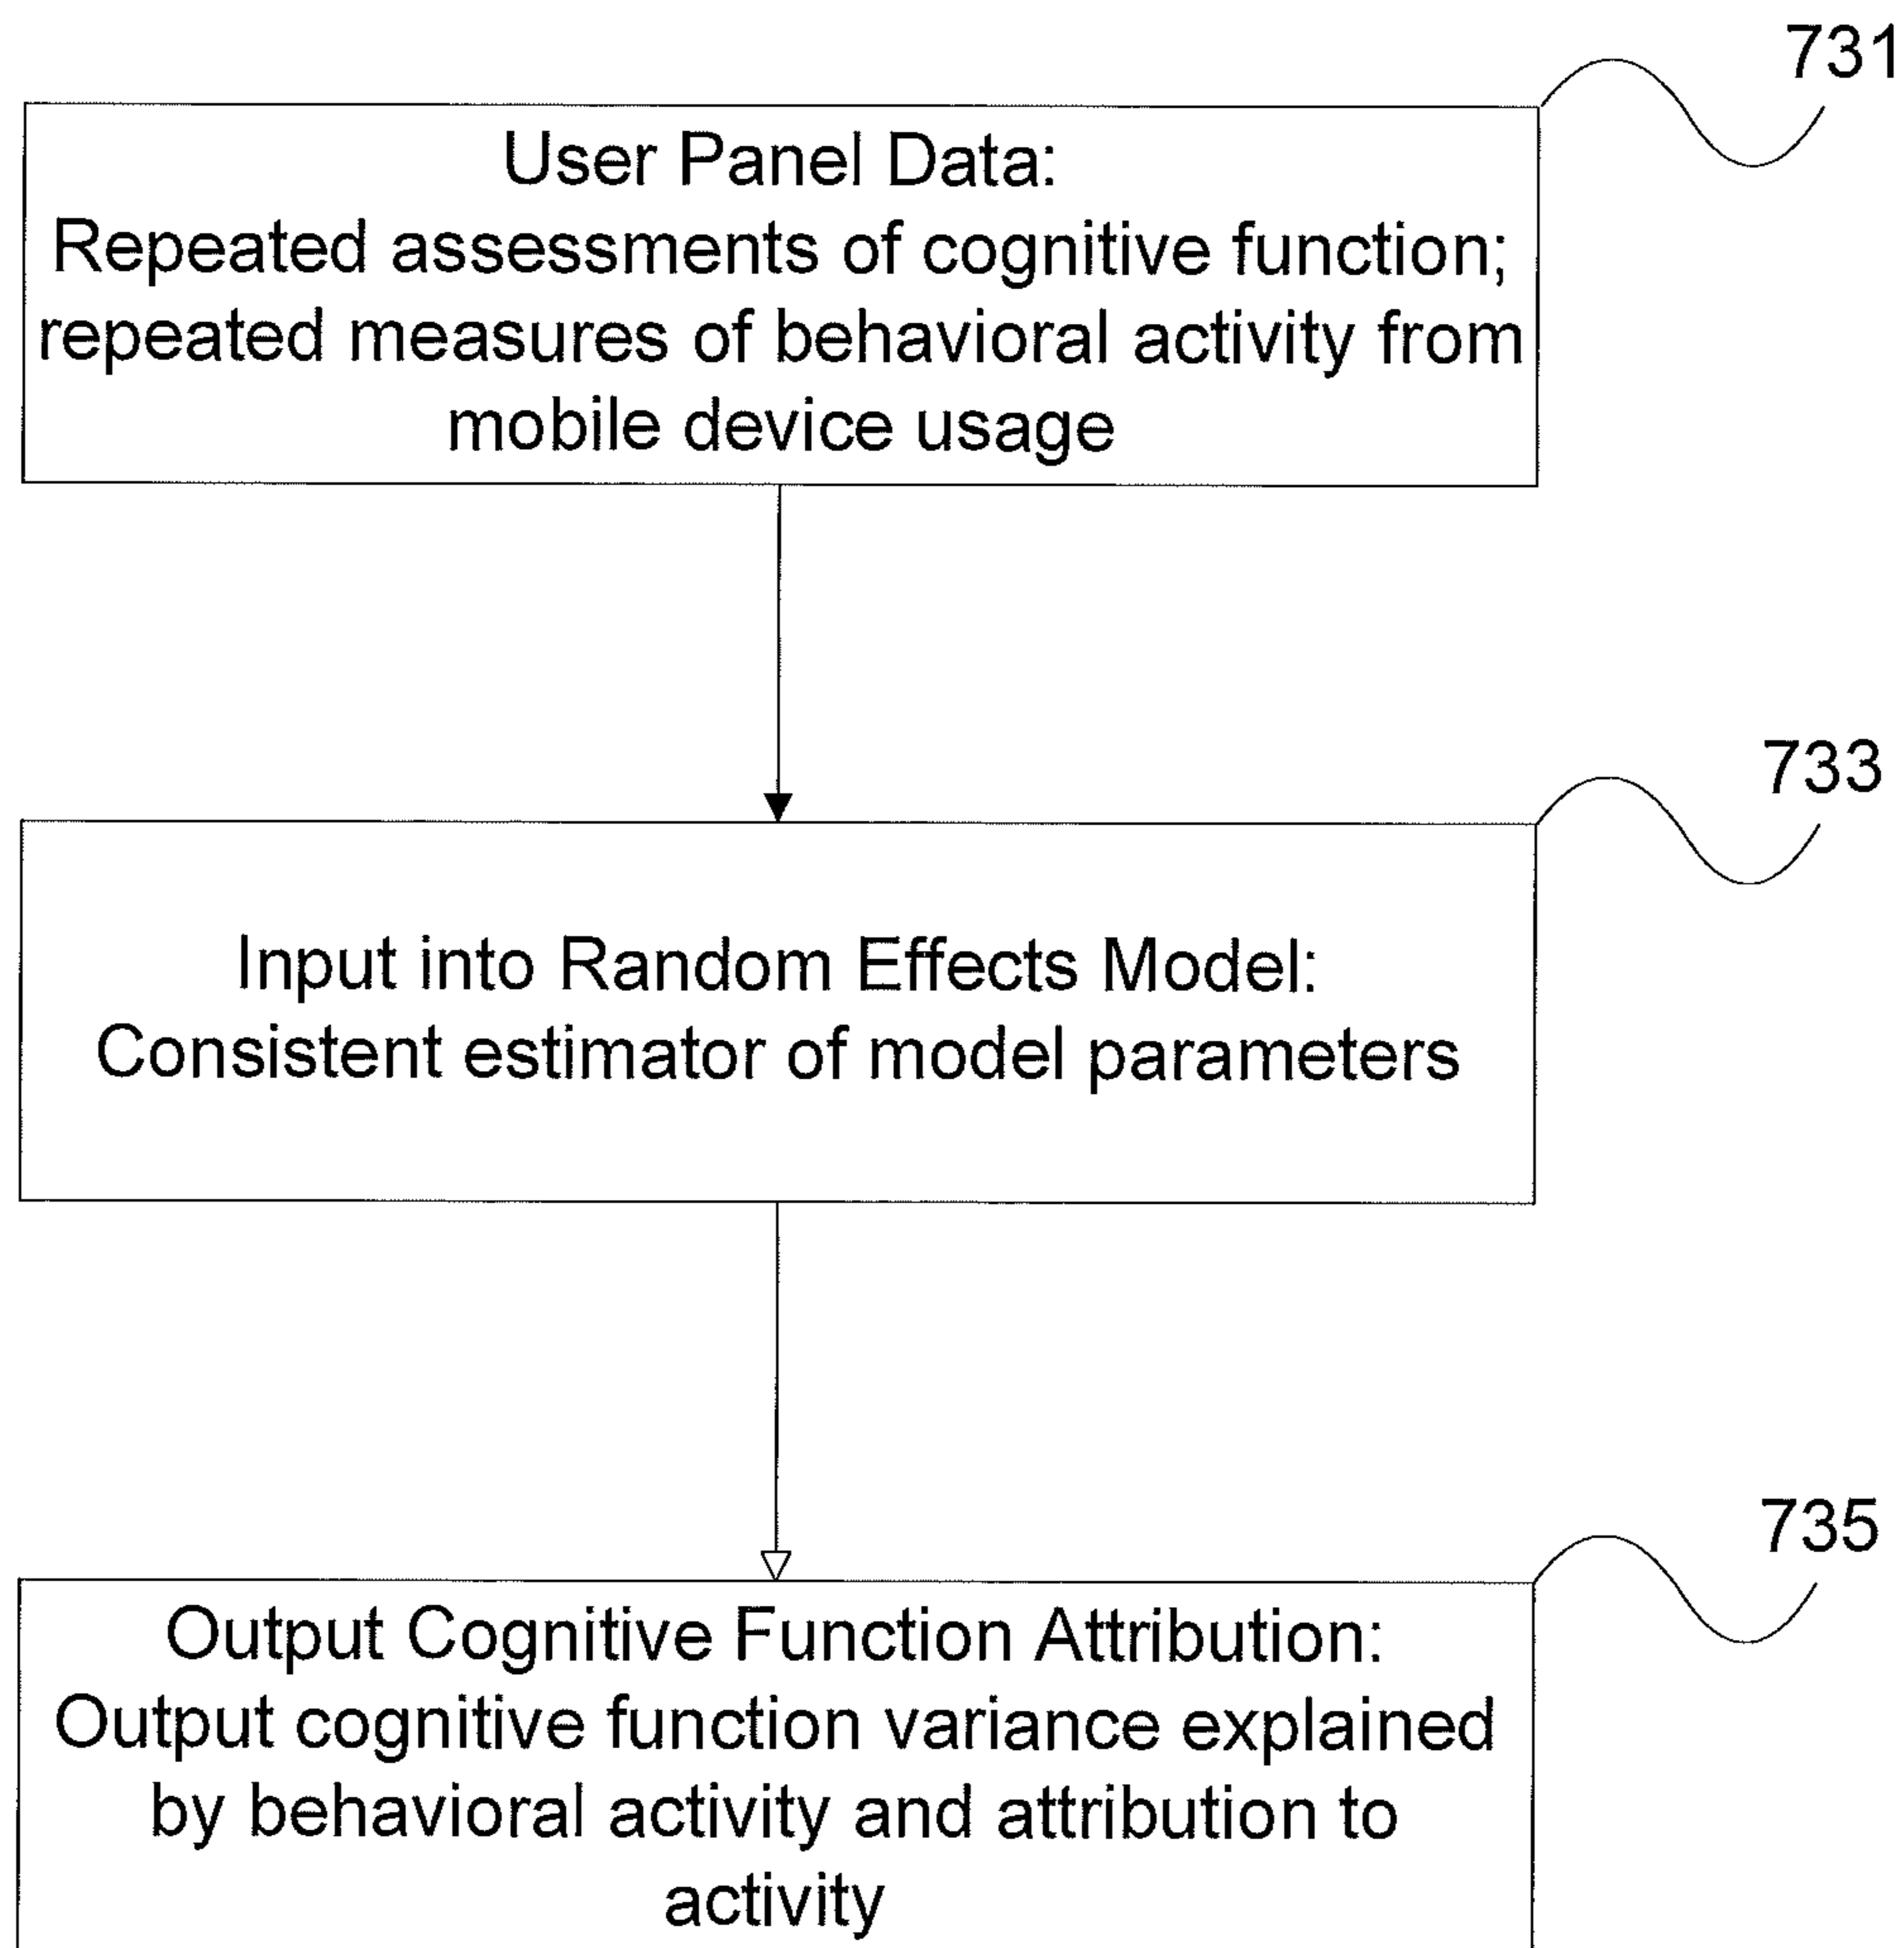 731
User Panel Data:
Repeated assessments of cognitive function;
repeated measures of behavioral activity from
mobile device usage
733
Input into Random Effects Model:
Consistent estimator of model parameters
735
Output Cognitive Function Attribution:
Output cognitive function variance explained
by behavioral activity and attribution to
activity